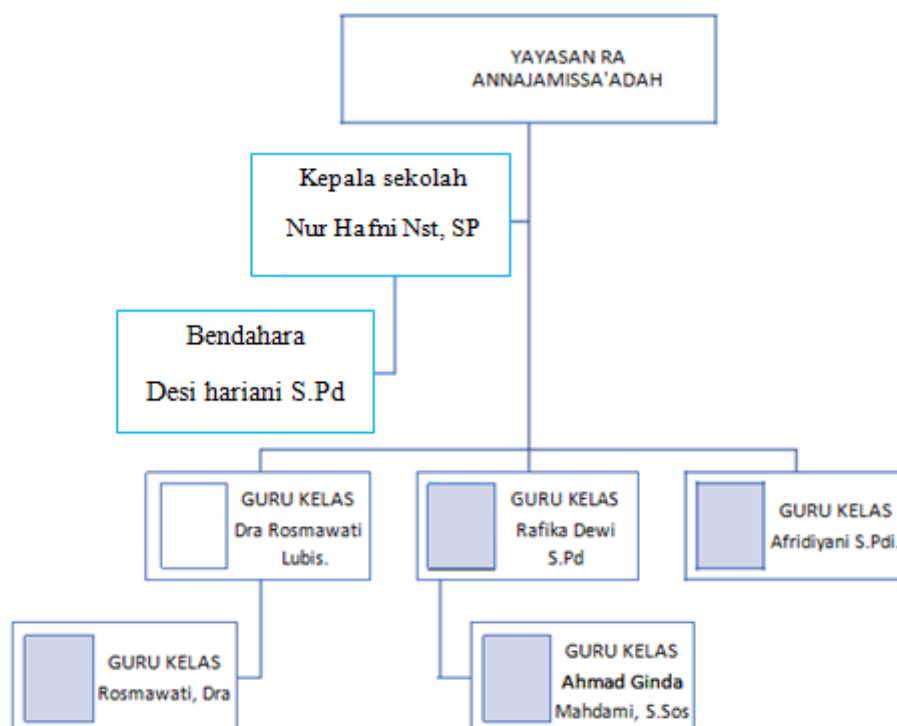 YAYASAN RA
ANNAJAMISSA'ADAH
Kepala sekolah
Nur Hafni Nst, SP
Bendahara
Desi hariani S.Pd
GURU KELAS
Dra Rosmawati
Lubis.
GURU KELAS
Rafika Dewi
S.Pd
GURU KELAS
Afridiyani S.Pdi.
GURU KELAS
Rosmawati, Dra
GURU KELAS
Ahmad Ginda
Mahdami, S.Sos